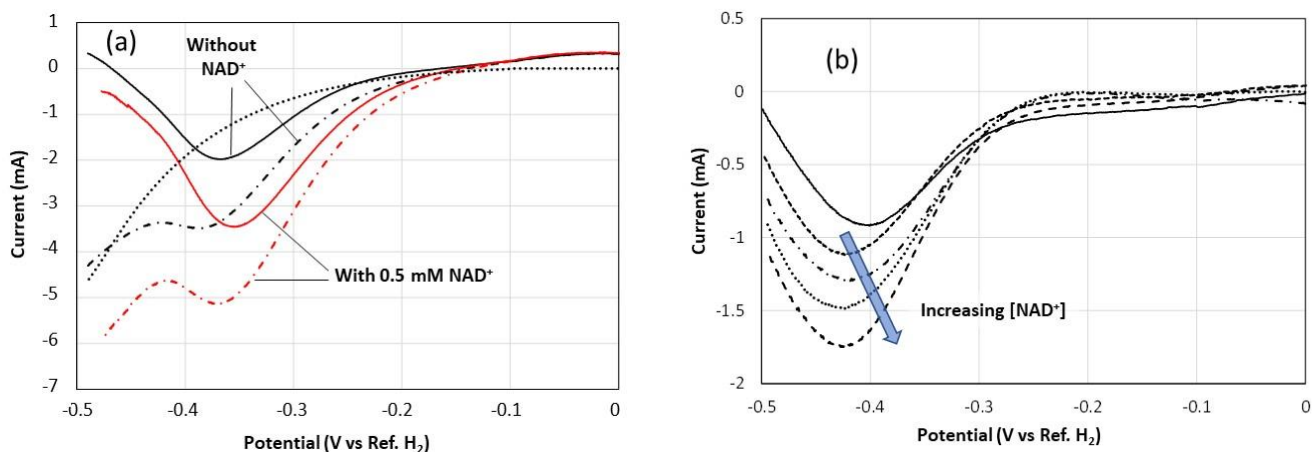 (a)
Without
NAD⁺
With 0.5 mM NAD⁺
1
0
-1
-2
-3
-4
-5
-6
-7
-0.5
-0.4
-0.3
-0.2
-0.1
0
Current (mA)
Potential (V vs Ref. H₂)
(b)
Increasing [NAD⁺]
0.5
0
-0.5
-1
-1.5
-2
-0.5
-0.4
-0.3
-0.2
-0.1
0
Current (mA)
Potential (V vs Ref. H₂)